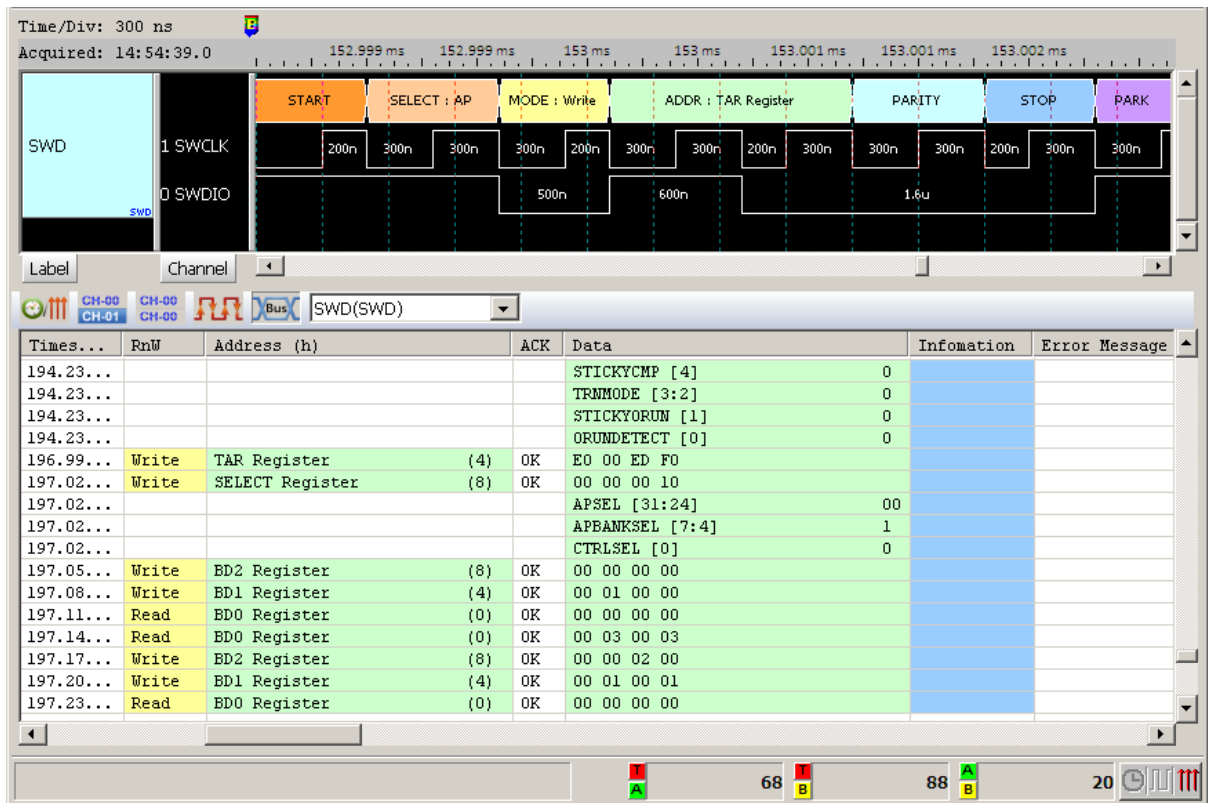 Time/Div: 300 ns B
Acquired: 14:54:39.0 152.999 ms 152.999 ms 153 ms 153 ms 153.001 ms 153.001 ms 153.002 ms
START SELECT : AP MODE : Write ADDR : TAR Register PARITY STOP PARK
SWD 1 SWCLK 200n 300n 300n 300n 200n 300n 300n 200n 300n 300n 300n 200n 300n 300n
0 SWDIO 500n 600n 1.6u
SWD
Label Channel
CH-00 CH-01 CH-00 CH-00 Bus SWD(SWD)
Times... RnW Address (h) ACK Data Infomation Error Message
194.23... STICKYCMP [4] 0
194.23... TRNMODE [3:2] 0
194.23... STICKYORUN [1] 0
194.23... ORUNDETECT [0] 0
196.99... Write TAR Register (4) OK E0 00 ED F0
197.02... Write SELECT Register (8) OK 00 00 00 10
197.02... APSEL [31:24] 00
197.02... APBANKSEL [7:4] 1
197.02... CTRLSEL [0] 0
197.05... Write BD2 Register (8) OK 00 00 00 00
197.08... Write BD1 Register (4) OK 00 01 00 00
197.11... Read BD0 Register (0) OK 00 00 00 00
197.14... Read BD0 Register (0) OK 00 03 00 03
197.17... Write BD2 Register (8) OK 00 00 02 00
197.20... Write BD1 Register (4) OK 00 01 00 01
197.23... Read BD0 Register (0) OK 00 00 00 00
T A 68 T B 88 A B 20